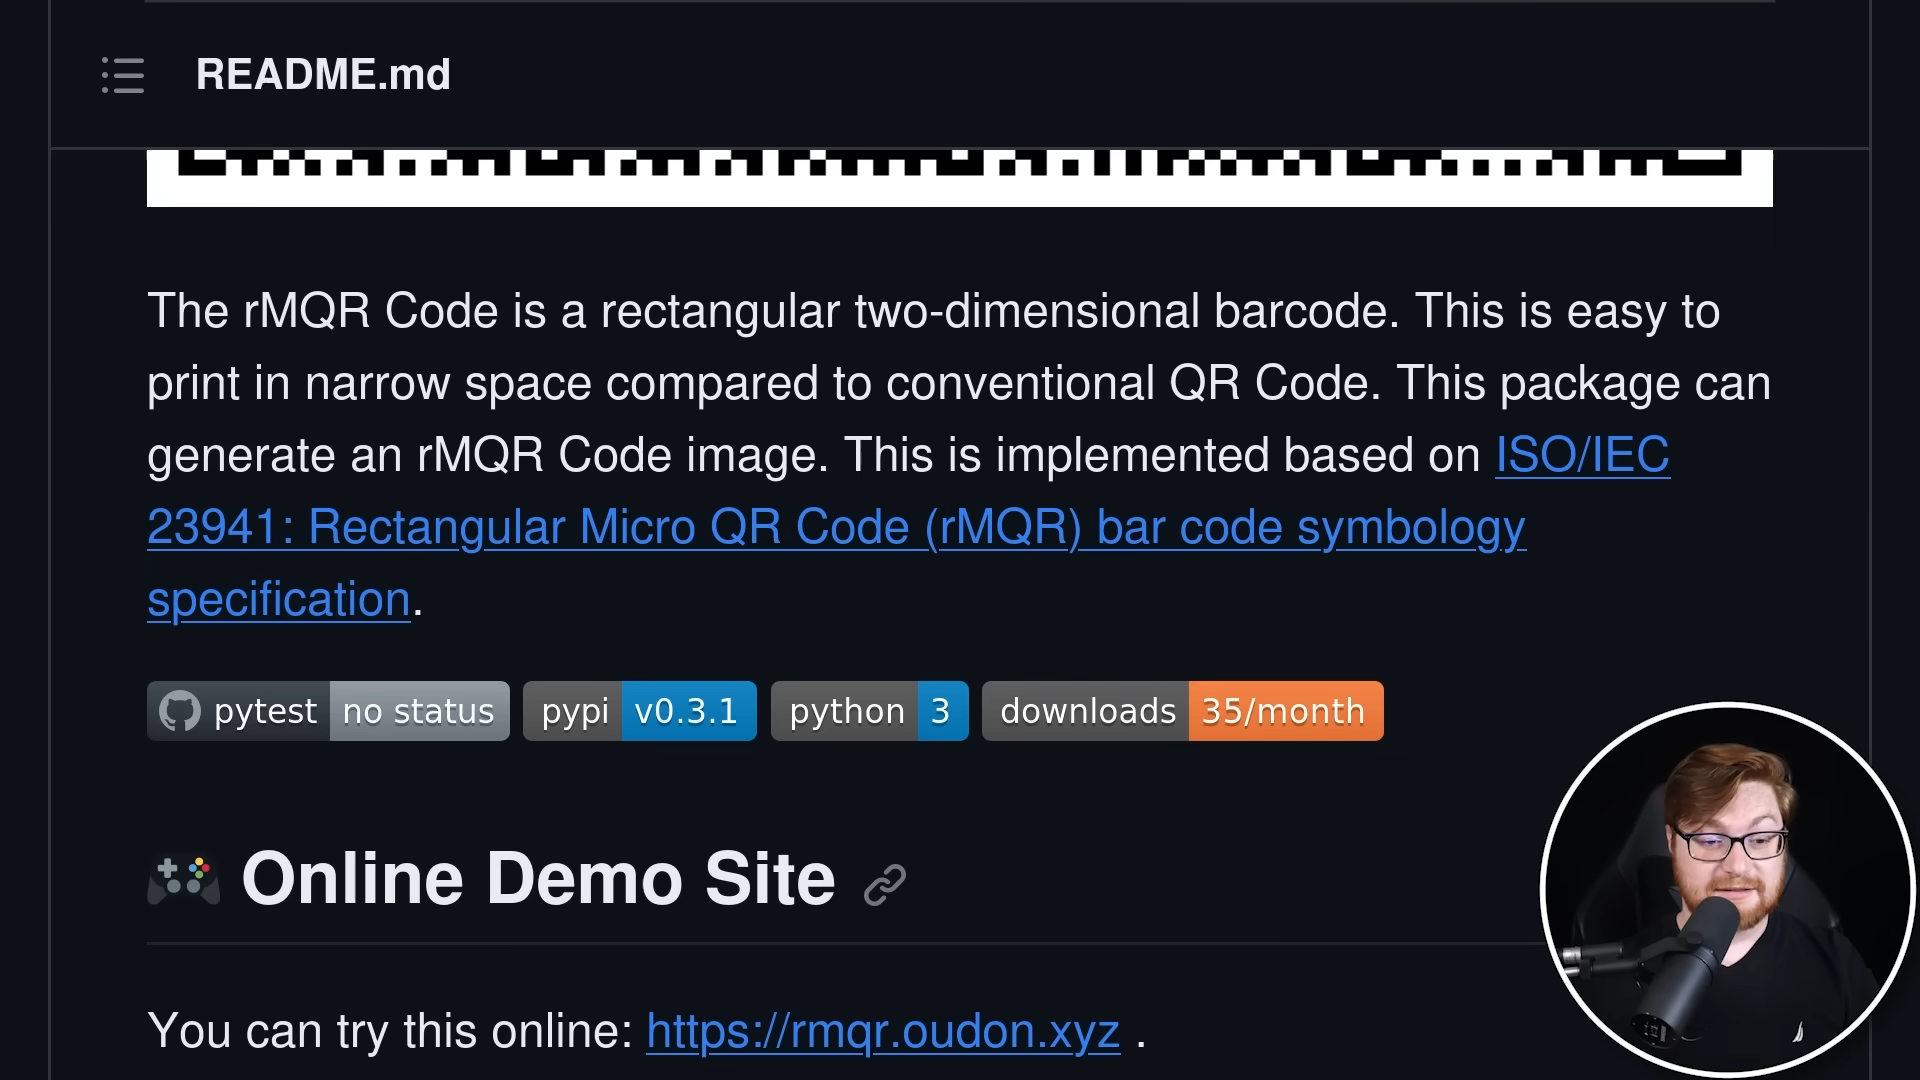 README.md
The rMQR Code is a rectangular two-dimensional barcode. This is easy to
print in narrow space compared to conventional QR Code. This package can
generate an rMQR Code image. This is implemented based on ISO/IEC
23941: Rectangular Micro QR Code (rMQR) bar code symbology
specification.
pytest no status pypi v0.3.1 python 3 downloads 35/month
Online Demo Site
You can try this online: https://rmqr.oudon.xyz .